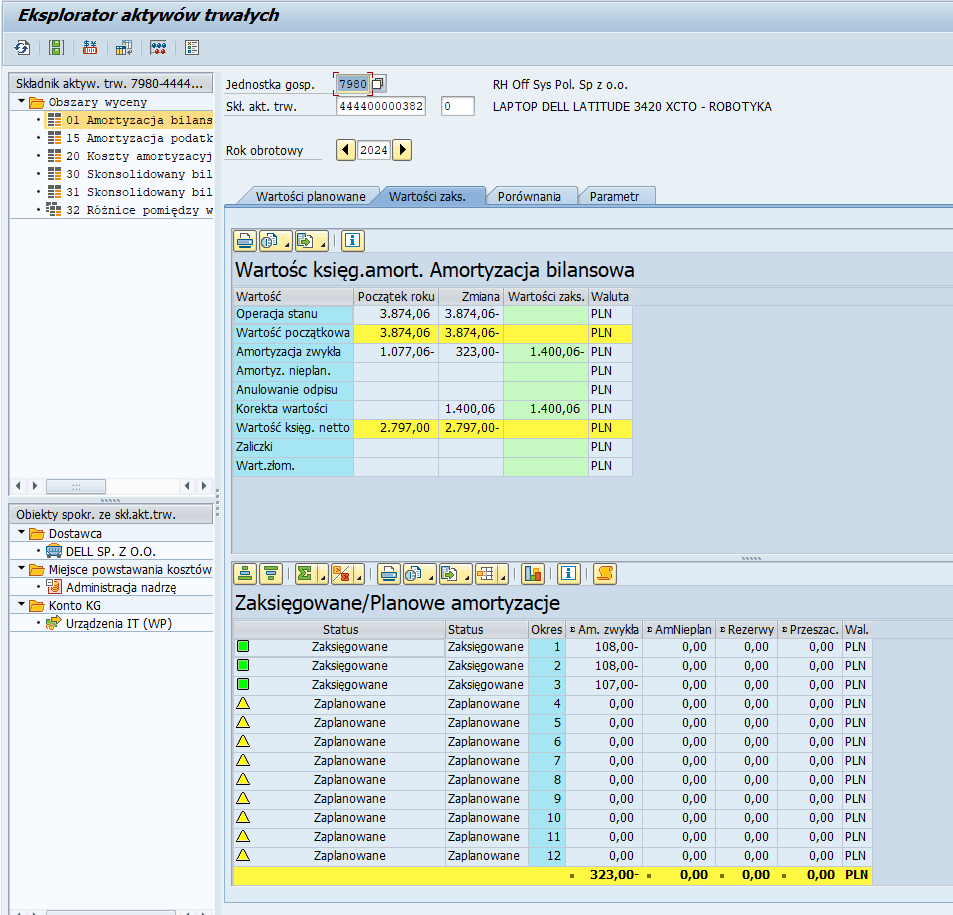 Eksplorator aktywów trwałych
Składnik aktyw. trw. 7980-4444...
Obszary wyceny
01 Amortyzacja bilans
15 Amortyzacja podatk
20 Koszty amortyzacyj
30 Skonsolidowany bil
31 Skonsolidowany bil
32 Różnice pomiędzy w
Jednostka gosp. 7980 RH Off Sys Pol. Sp z o.o.
Skł. akt. trw. 444400000382 0 LAPTOP DELL LATITUDE 3420 XCTO - ROBOTYKA
Rok obrotowy 2024
Wartości planowane Wartości zaks. Porównania Parametr
Wartośc księg.amort. Amortyzacja bilansowa
Wartość Początek roku Zmiana Wartości zaks. Waluta
Operacja stanu 3.874,06 3.874,06- PLN
Wartość początkowa 3.874,06 3.874,06- PLN
Amortyzacja zwykła 1.077,06- 323,00- 1.400,06- PLN
Amortyz. nieplan. PLN
Anulowanie odpisu PLN
Korekta wartości 1.400,06 1.400,06 PLN
Wartość księg. netto 2.797,00 2.797,00- PLN
Zaliczki PLN
Wart.złom. PLN
Obiekty spokr. ze skł.akt.trw.
Dostawca
DELL SP. Z O.O.
Miejsce powstawania kosztów
Administracja nadrzę
Konto KG
Urządzenia IT (WP)
Zaksięgowane/Planowe amortyzacje
Status Status Okres Σ Am. zwykła Σ AmNieplan Σ Rezerwy Σ Przeszac. Wal.
Zaksięgowane Zaksięgowane 1 108,00- 0,00 0,00 0,00 PLN
Zaksięgowane Zaksięgowane 2 108,00- 0,00 0,00 0,00 PLN
Zaksięgowane Zaksięgowane 3 107,00- 0,00 0,00 0,00 PLN
Zaplanowane Zaplanowane 4 0,00 0,00 0,00 0,00 PLN
Zaplanowane Zaplanowane 5 0,00 0,00 0,00 0,00 PLN
Zaplanowane Zaplanowane 6 0,00 0,00 0,00 0,00 PLN
Zaplanowane Zaplanowane 7 0,00 0,00 0,00 0,00 PLN
Zaplanowane Zaplanowane 8 0,00 0,00 0,00 0,00 PLN
Zaplanowane Zaplanowane 9 0,00 0,00 0,00 0,00 PLN
Zaplanowane Zaplanowane 10 0,00 0,00 0,00 0,00 PLN
Zaplanowane Zaplanowane 11 0,00 0,00 0,00 0,00 PLN
Zaplanowane Zaplanowane 12 0,00 0,00 0,00 0,00 PLN
323,00- 0,00 0,00 0,00 PLN